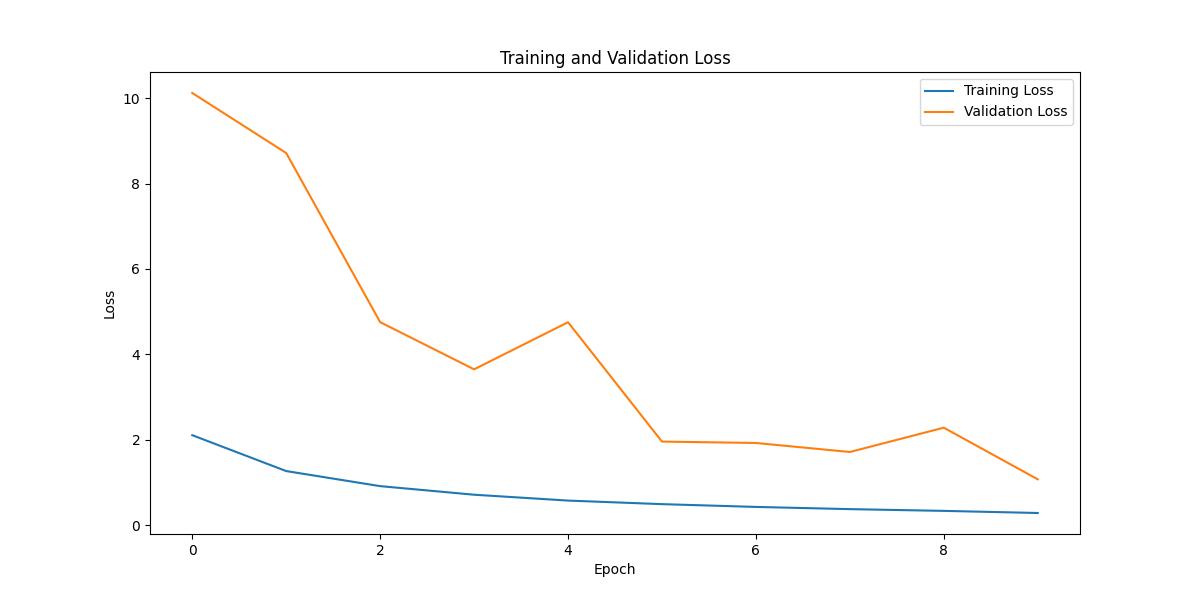 Training and Validation Loss
Training Loss
Validation Loss
10
8
6
4
2
0
Loss
0 2 4 6 8
Epoch